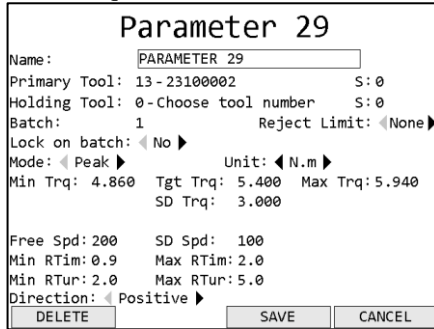 Parameter 29
Name: PARAMETER 29
Primary Tool: 13-23100002 S:0
Holding Tool: 0-Choose tool number S:0
Batch: 1 Reject Limit: ◀None▶
Lock on batch: ◀ No ▶
Mode: ◀ Peak ▶ Unit: ◀ N.m ▶
Min Trq: 4.860 Tgt Trq: 5.400 Max Trq: 5.940
SD Trq: 3.000
Free Spd: 200 SD Spd: 100
Min RTim: 0.9 Max RTim: 2.0
Min RTur: 2.0 Max RTur: 5.0
Direction: ◀ Positive ▶
DELETE SAVE CANCEL